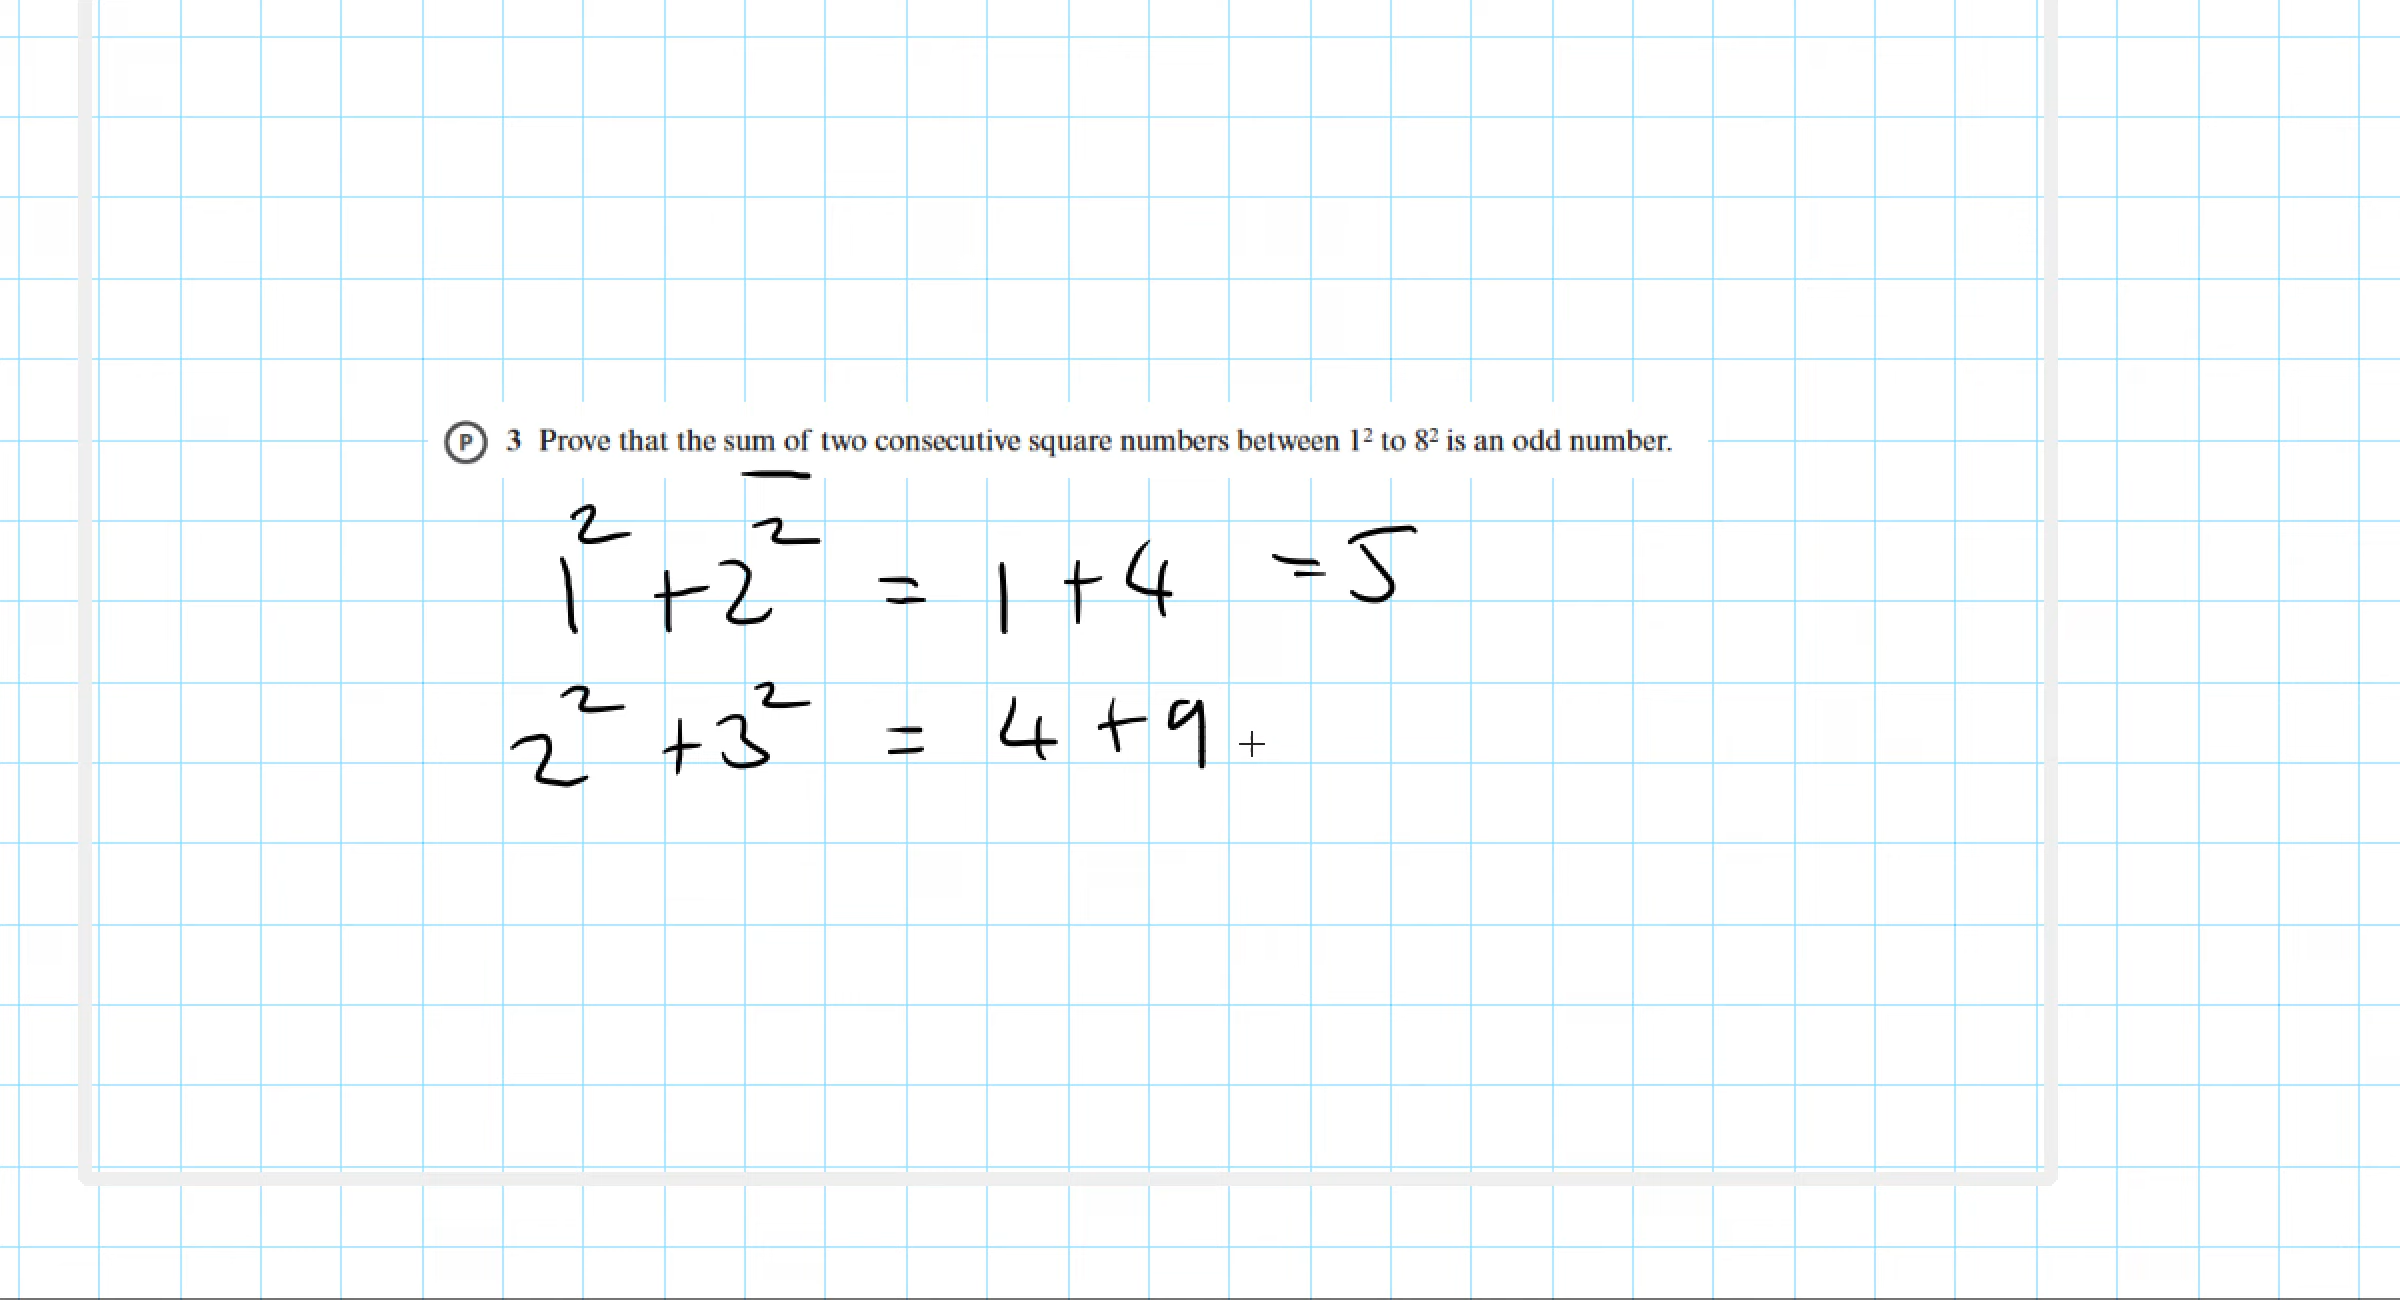 P 3 Prove that the sum of two consecutive square numbers between 1² to 8² is an odd number.
1² + 2² = 1 + 4 = 5
2² + 3² = 4 + 9